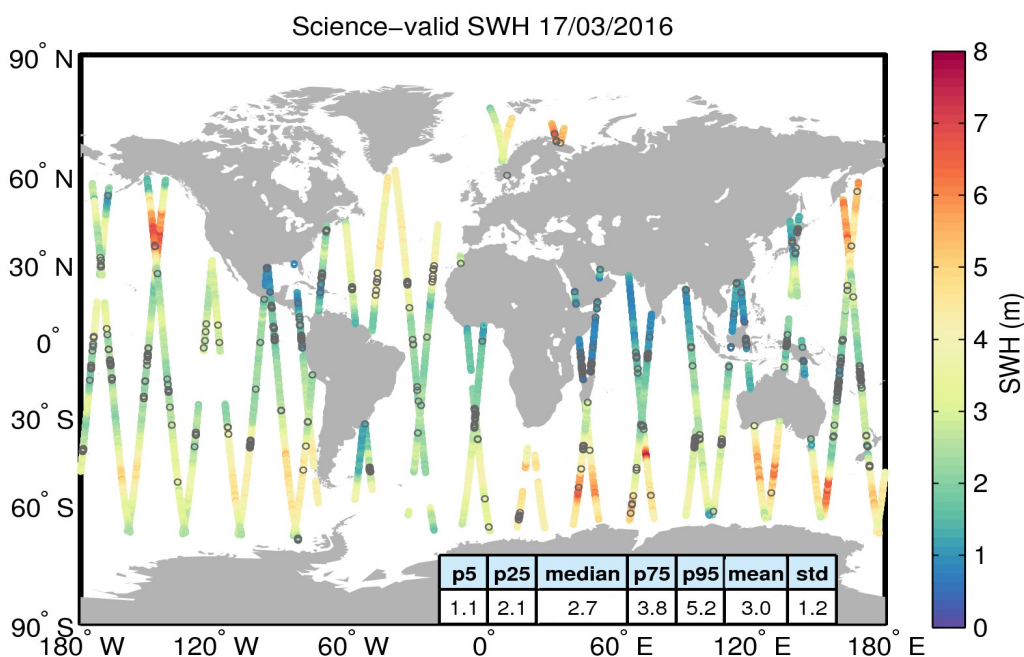 Science−valid SWH 17/03/2016
90° N
60° N
30° N
0°
30° S
60° S
90° S
180° W
120° W
60° W
0°
60° E
120° E
180° E
p5 p25 median p75 p95 mean std
1.1 2.1 2.7 3.8 5.2 3.0 1.2
8
7
6
5
4
3
2
1
0
SWH (m)